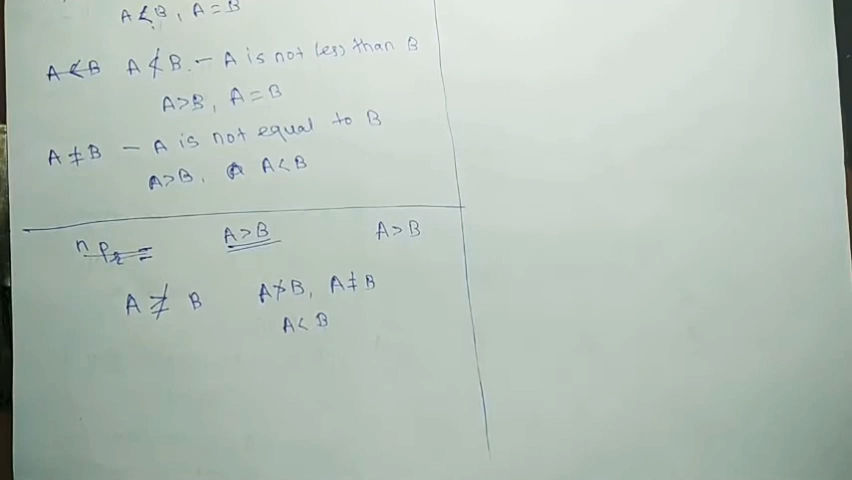 A<B, A=B
A≮B. - A is not less than B
A>B, A=B
A≠B - A is not equal to B
A>B, A<B
nPr= A>B A>B
A≱B A≯B, A≠B
A<B